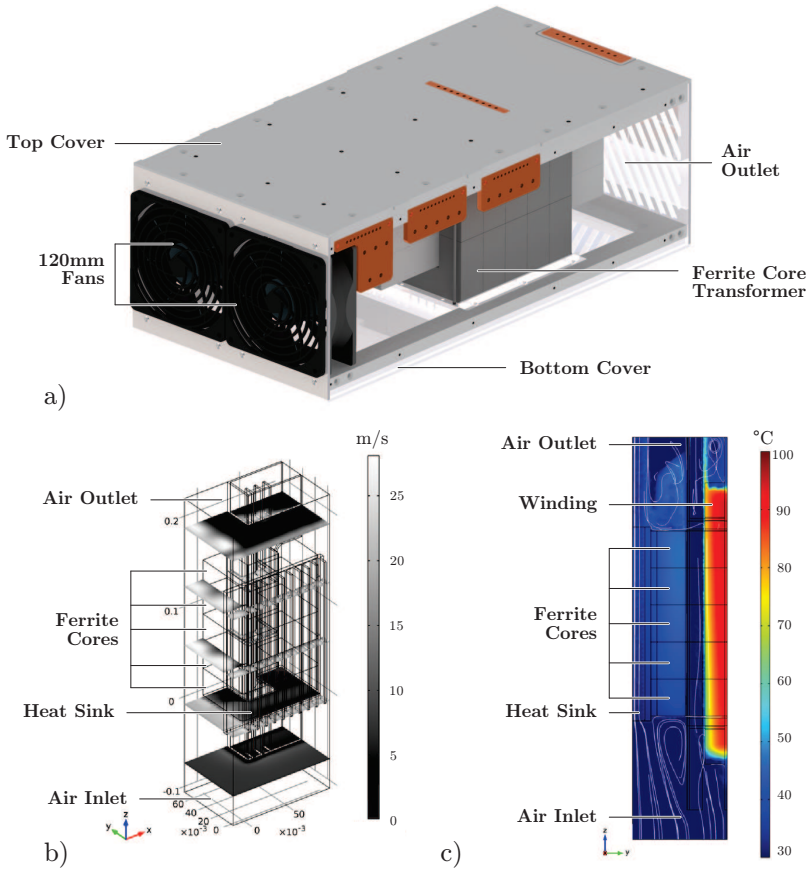 Top Cover
Air
Outlet
120mm
Fans
Ferrite Core
Transformer
Bottom Cover
a)
m/s
Air Outlet
25
0.2
20
Ferrite
Cores
0.1
15
10
0
Heat Sink
5
-0.1
Air Inlet
60
40
20
×10⁻³
0
0
50
×10⁻³
0
z
y
x
b)
°C
Air Outlet
100
Winding
90
80
Ferrite
Cores
70
60
Heat Sink
50
40
Air Inlet
30
z
x
y
c)